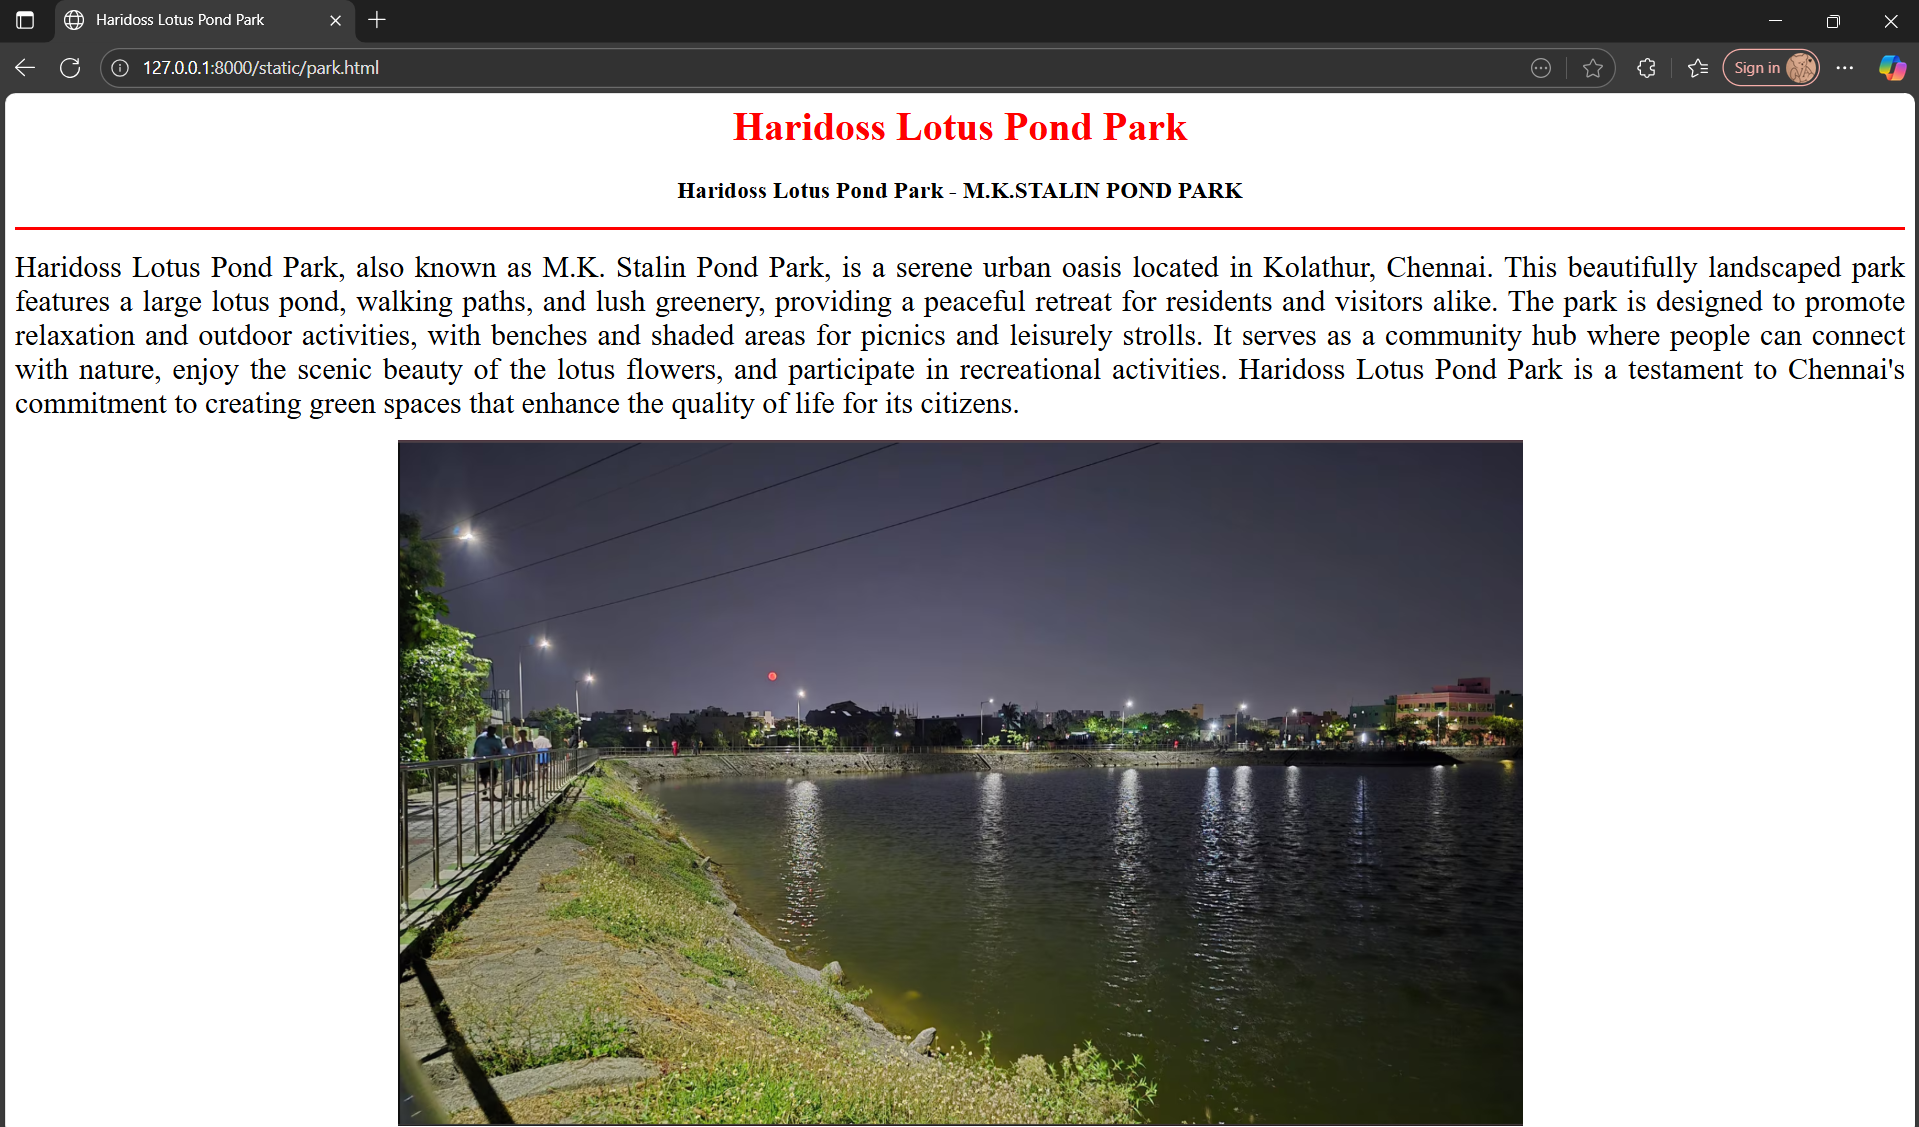 Haridoss Lotus Pond Park
127.0.0.1:8000/static/park.html
Sign in
Haridoss Lotus Pond Park
Haridoss Lotus Pond Park - M.K.STALIN POND PARK
Haridoss Lotus Pond Park, also known as M.K. Stalin Pond Park, is a serene urban oasis located in Kolathur, Chennai. This beautifully landscaped park
features a large lotus pond, walking paths, and lush greenery, providing a peaceful retreat for residents and visitors alike. The park is designed to promote
relaxation and outdoor activities, with benches and shaded areas for picnics and leisurely strolls. It serves as a community hub where people can connect
with nature, enjoy the scenic beauty of the lotus flowers, and participate in recreational activities. Haridoss Lotus Pond Park is a testament to Chennai's
commitment to creating green spaces that enhance the quality of life for its citizens.